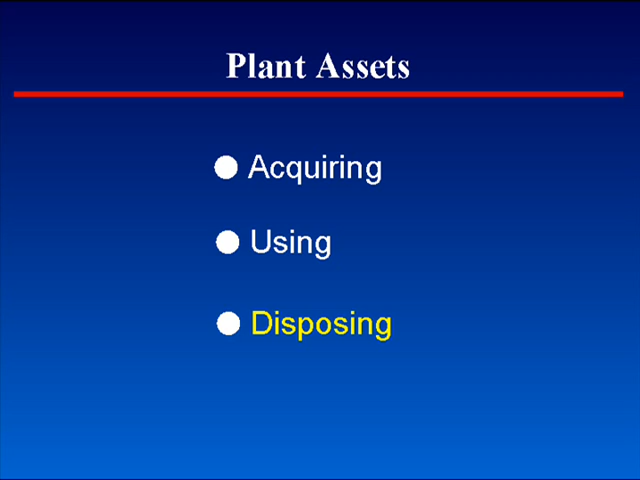 Plant Assets
● Acquiring
● Using
● Disposing